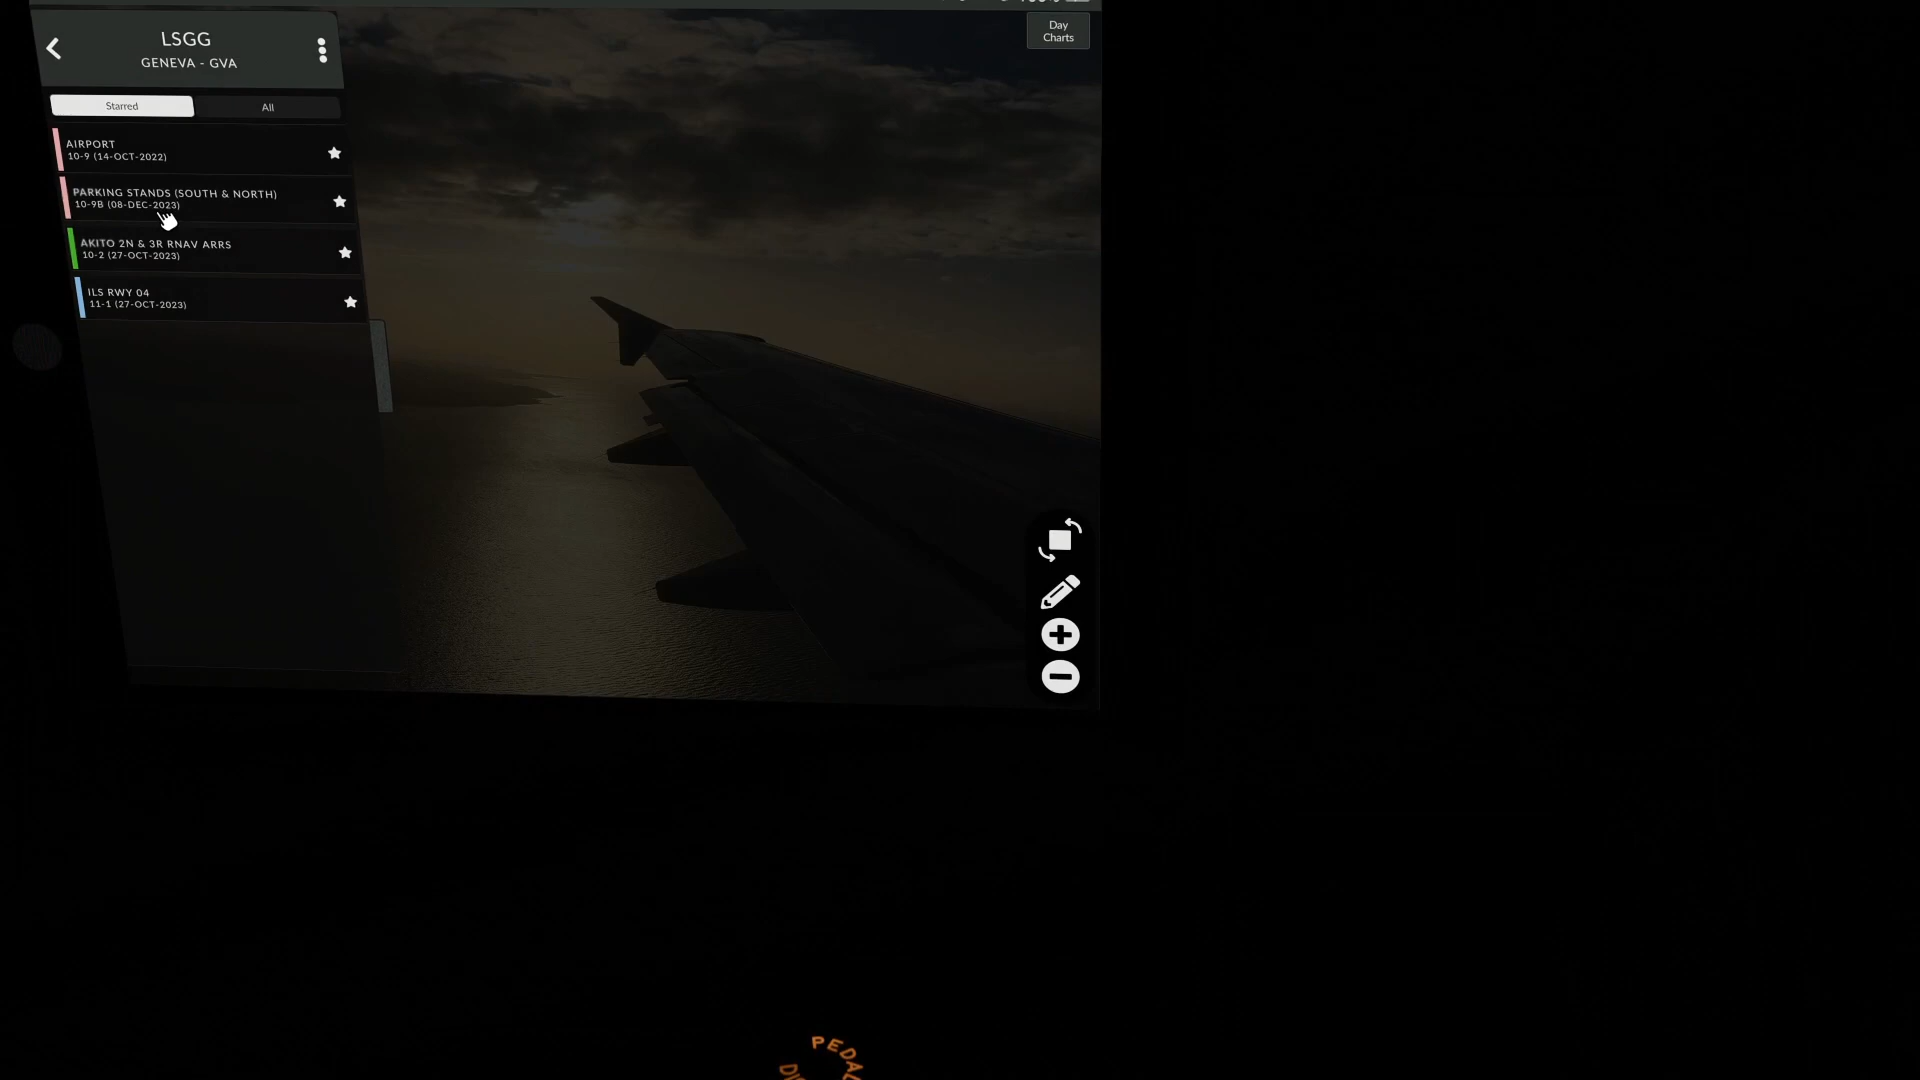 Day
Charts
LSGG
GENEVA - GVA
Starred
All
AIRPORT
10-9 (14-OCT-2022)
PARKING STANDS (SOUTH & NORTH)
10-9B (08-DEC-2023)
AKITO 2N & 3R RNAV ARRS
10-2 (27-OCT-2023)
ILS RWY 04
11-1 (27-OCT-2023)